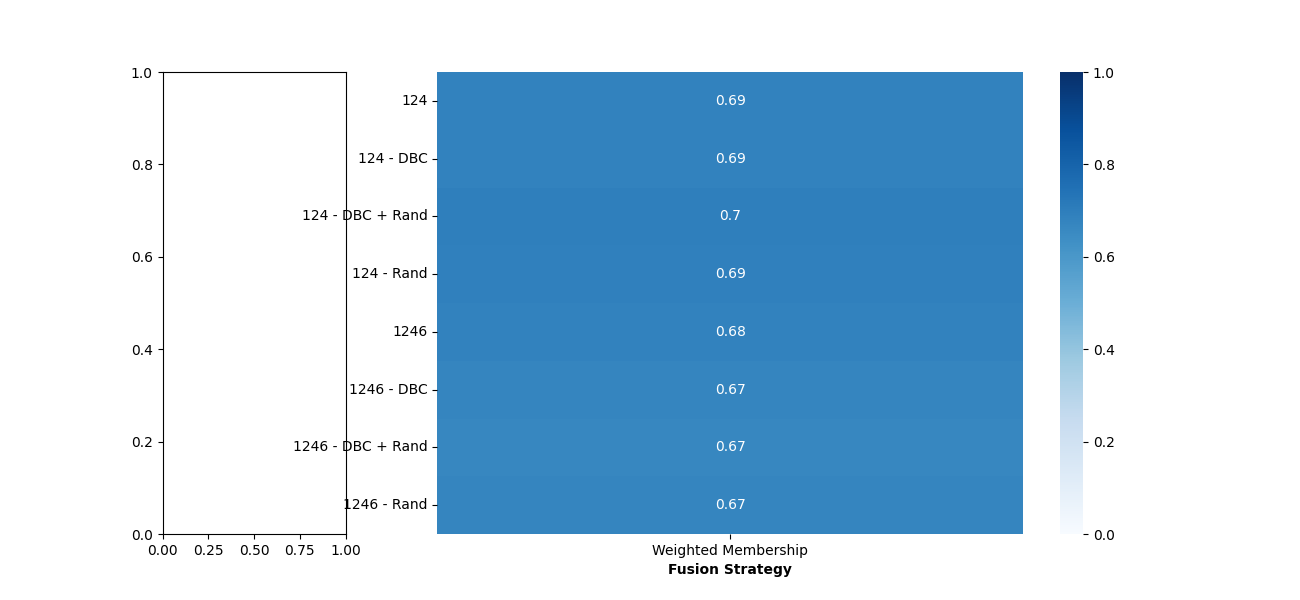 1.0
0.8
0.6
0.4
0.2
0.0
0.00 0.25 0.50 0.75 1.00
124
124 - DBC
124 - DBC + Rand
124 - Rand
1246
1246 - DBC
1246 - DBC + Rand
1246 - Rand
0.69
0.69
0.7
0.69
0.68
0.67
0.67
0.67
Weighted Membership
Fusion Strategy
1.0
0.8
0.6
0.4
0.2
0.0